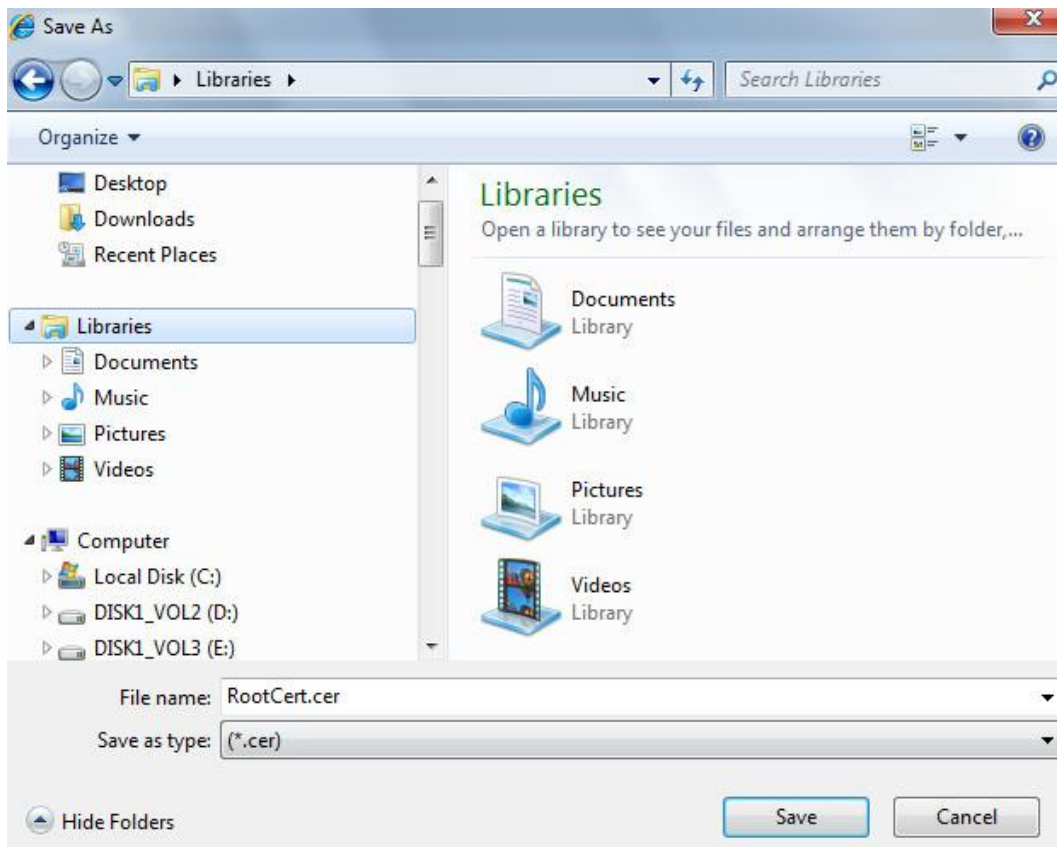 Save As
Libraries
Search Libraries
Organize
Desktop
Downloads
Recent Places
Libraries
Documents
Music
Pictures
Videos
Computer
Local Disk (C:)
DISK1_VOL2 (D:)
DISK1_VOL3 (E:)
Libraries
Open a library to see your files and arrange them by folder,...
Documents
Library
Music
Library
Pictures
Library
Videos
Library
File name: RootCert.cer
Save as type: (*.cer)
Hide Folders
Save
Cancel